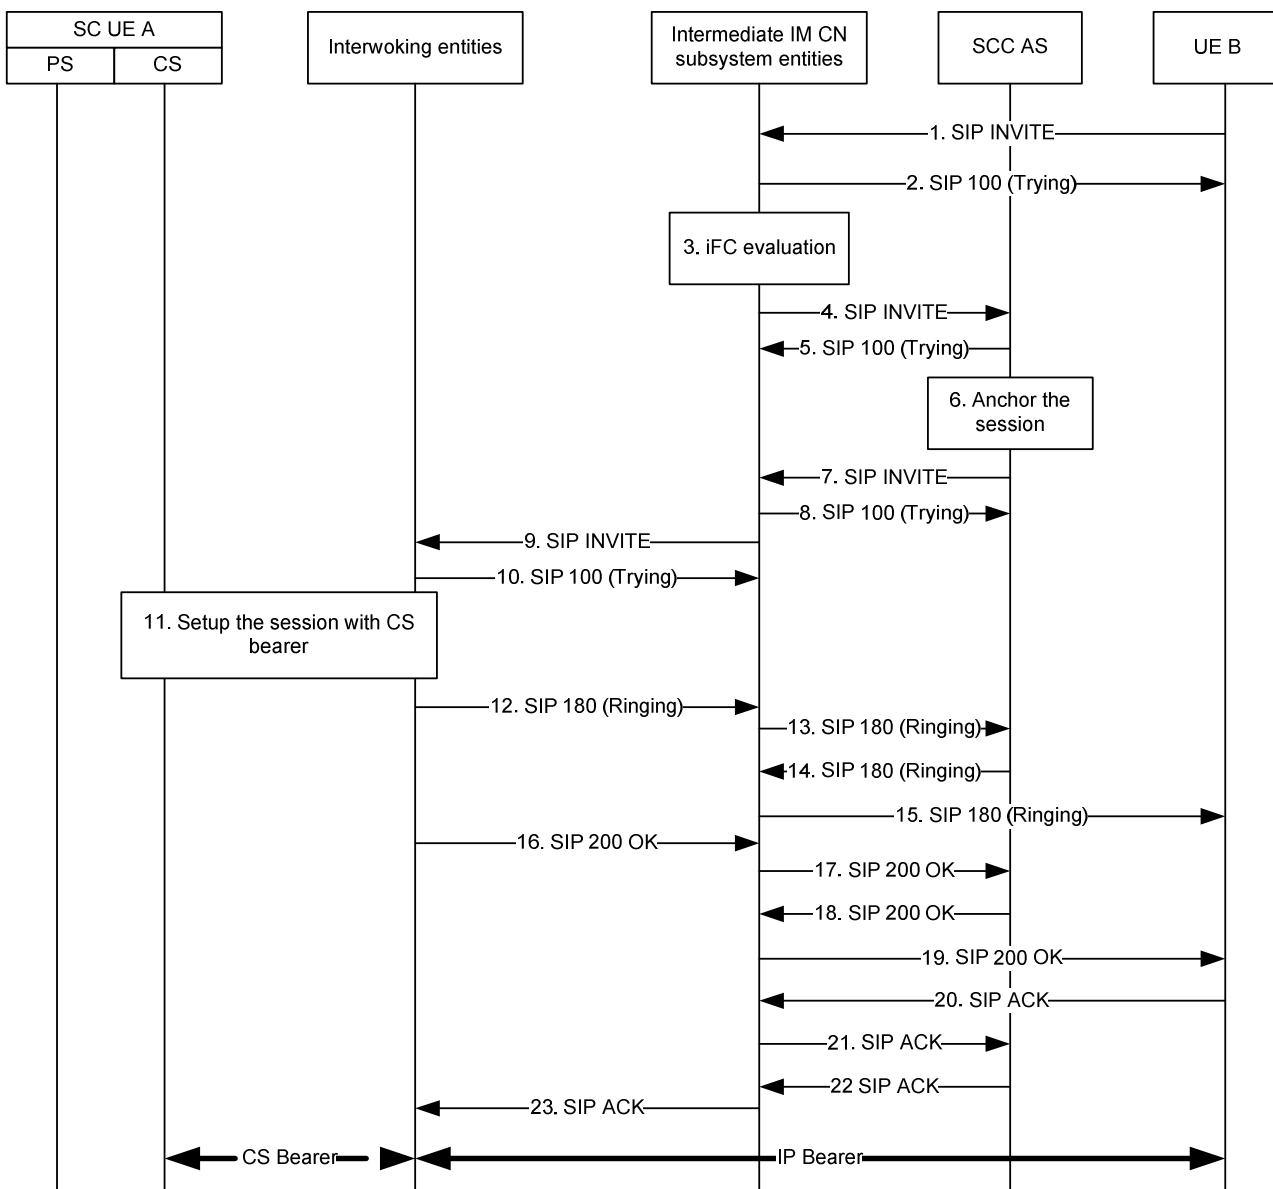 SC UE A
PS
CS
Interwoking entities
Intermediate IM CN
subsystem entities
SCC AS
UE B
1. SIP INVITE
2. SIP 100 (Trying)
3. iFC evaluation
4. SIP INVITE
5. SIP 100 (Trying)
6. Anchor the
session
7. SIP INVITE
8. SIP 100 (Trying)
9. SIP INVITE
10. SIP 100 (Trying)
11. Setup the session with CS
bearer
12. SIP 180 (Ringing)
13. SIP 180 (Ringing)
14. SIP 180 (Ringing)
15. SIP 180 (Ringing)
16. SIP 200 OK
17. SIP 200 OK
18. SIP 200 OK
19. SIP 200 OK
20. SIP ACK
21. SIP ACK
22 SIP ACK
23. SIP ACK
CS Bearer
IP Bearer